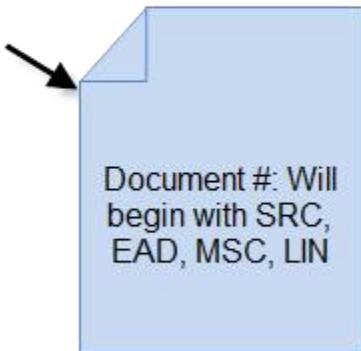 Document #: Will
begin with SRC,
EAD, MSC, LIN